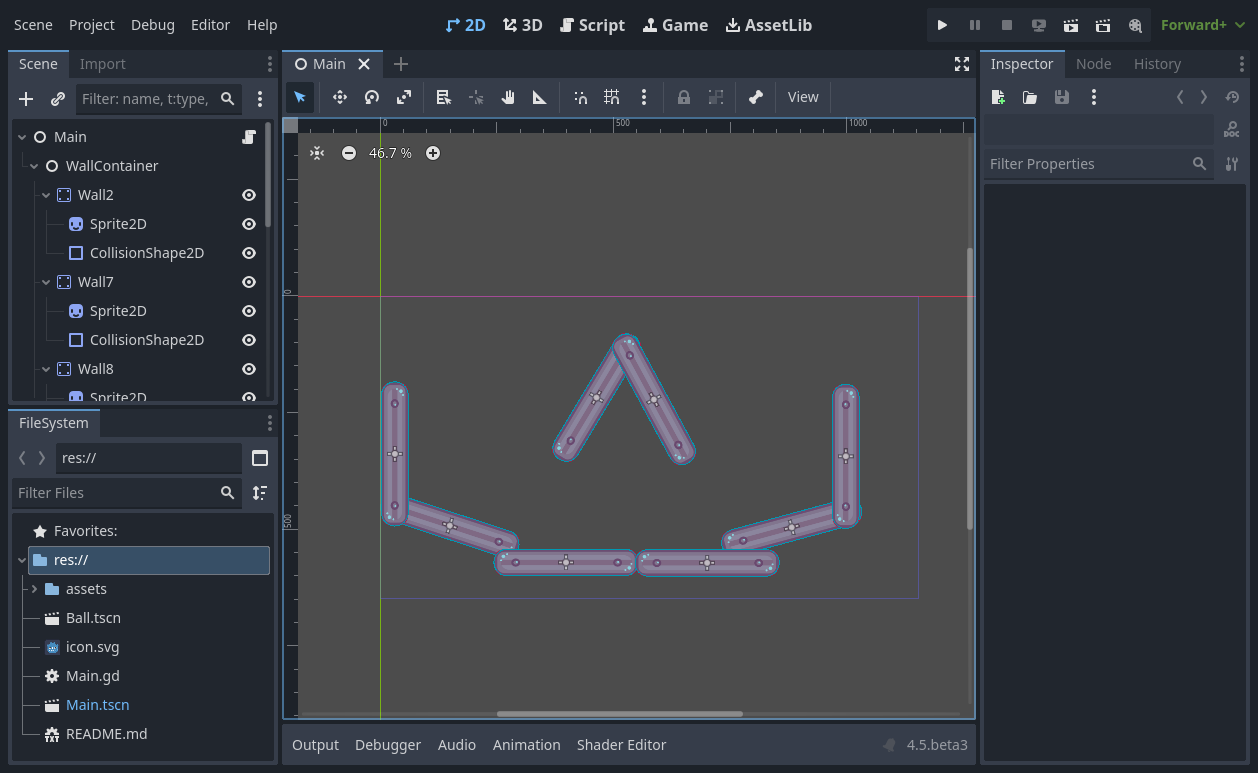 Scene Project Debug Editor Help 2D 3D Script Game AssetLib Forward+
Scene Import
Filter: name, t:type,
Main
WallContainer
Wall2
Sprite2D
CollisionShape2D
Wall7
Sprite2D
CollisionShape2D
Wall8
Sprite2D
FileSystem
res://
Filter Files
Favorites:
res://
assets
Ball.tscn
icon.svg
Main.gd
Main.tscn
README.md
Main
View
0 500 1000
46.7 %
0
500
Output Debugger Audio Animation Shader Editor 4.5.beta3
Inspector Node History
DOC
Filter Properties